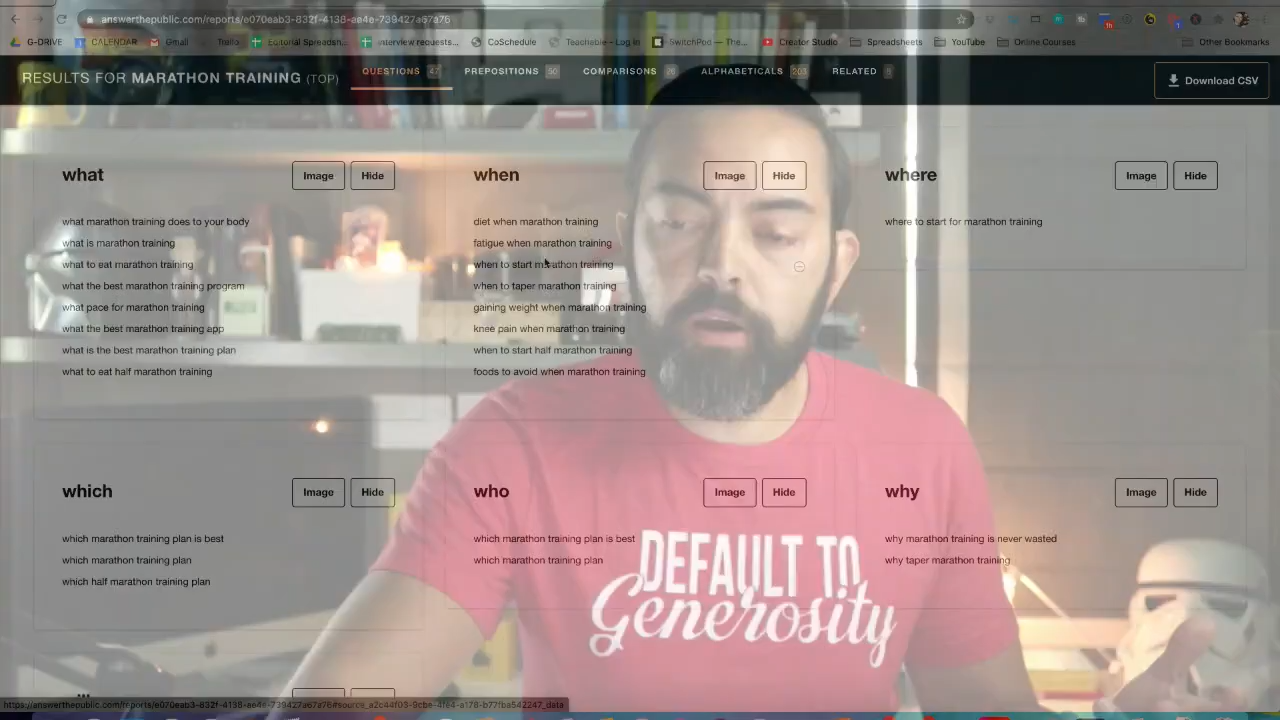 answerthepublic.com/reports/e070eab3-832f-4138-ae4e-739427a67a76
G-DRIVE CALENDAR Gmail Trello Editorial Spreadsh... interview requests... CoSchedule Teachable – Log in SwitchPod — The... Creator Studio Spreadsheets YouTube Online Courses Other Bookmarks
RESULTS FOR MARATHON TRAINING (TOP) QUESTIONS 47 PREPOSITIONS 50 COMPARISONS 26 ALPHABETICALS 203 RELATED Download CSV
what Image Hide
what marathon training does to your body
what is marathon training
what to eat marathon training
what the best marathon training program
what pace for marathon training
what the best marathon training app
what is the best marathon training plan
what to eat half marathon training
when Image Hide
diet when marathon training
fatigue when marathon training
when to start marathon training
when to taper marathon training
gaining weight when marathon training
knee pain when marathon training
when to start half marathon training
foods to avoid when marathon training
where Image Hide
where to start for marathon training
which Image Hide
which marathon training plan is best
which marathon training plan
which half marathon training plan
who Image Hide
which marathon training plan is best
which marathon training plan
why Image Hide
why marathon training is never wasted
why taper marathon training
DEFAULT TO
Generosity